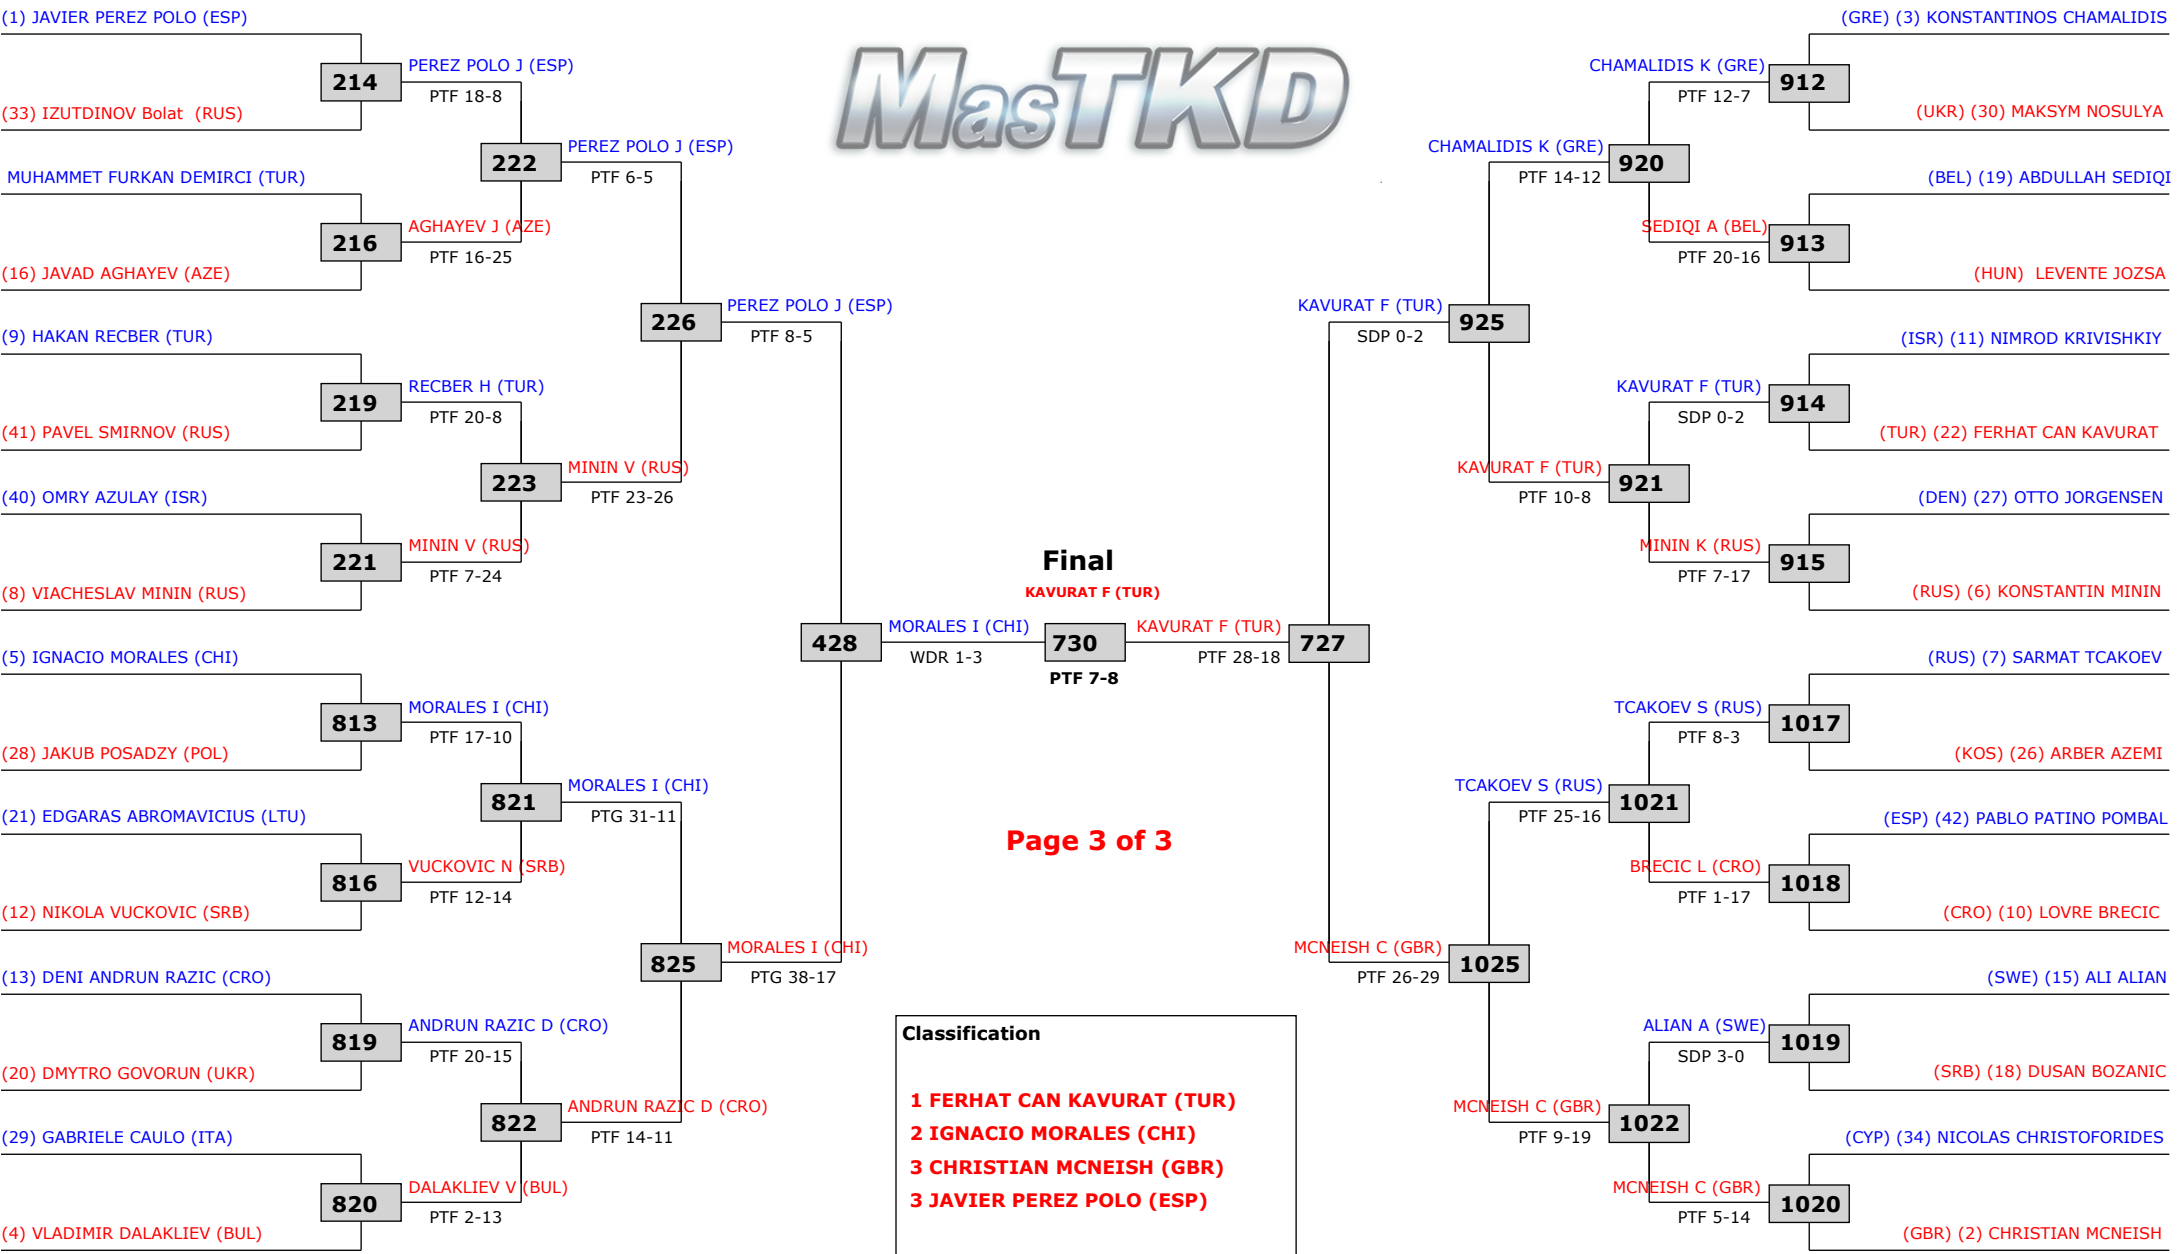 (1) JAVIER PEREZ POLO (ESP)
214
PEREZ POLO J (ESP)
PTF 18-8
(33) IZUTDINOV Bolat (RUS)
222
PEREZ POLO J (ESP)
PTF 6-5
MUHAMMET FURKAN DEMIRCI (TUR)
216
AGHAYEV J (AZE)
PTF 16-25
(16) JAVAD AGHAYEV (AZE)
226
PEREZ POLO J (ESP)
PTF 8-5
(9) HAKAN RECBER (TUR)
219
RECBER H (TUR)
PTF 20-8
(41) PAVEL SMIRNOV (RUS)
223
MININ V (RUS)
PTF 23-26
(40) OMRY AZULAY (ISR)
221
MININ V (RUS)
PTF 7-24
(8) VIACHESLAV MININ (RUS)
428
MORALES I (CHI)
WDR 1-3
(5) IGNACIO MORALES (CHI)
813
MORALES I (CHI)
PTF 17-10
(28) JAKUB POSADZY (POL)
821
MORALES I (CHI)
PTG 31-11
(21) EDGARAS ABROMAVICIUS (LTU)
816
VUCKOVIC N (SRB)
PTF 12-14
(12) NIKOLA VUCKOVIC (SRB)
825
MORALES I (CHI)
PTG 38-17
(13) DENI ANDRUN RAZIC (CRO)
819
ANDRUN RAZIC D (CRO)
PTF 20-15
(20) DMYTRO GOVORUN (UKR)
822
ANDRUN RAZIC D (CRO)
PTF 14-11
(29) GABRIELE CAULO (ITA)
820
DALAKLIEV V (BUL)
PTF 2-13
(4) VLADIMIR DALAKLIEV (BUL)
MasTKD
Final
KAVURAT F (TUR)
730
PTF 7-8
Page 3 of 3
Classification
1 FERHAT CAN KAVURAT (TUR)
2 IGNACIO MORALES (CHI)
3 CHRISTIAN MCNEISH (GBR)
3 JAVIER PEREZ POLO (ESP)
(GRE) (3) KONSTANTINOS CHAMALIDIS
CHAMALIDIS K (GRE)
912
PTF 12-7
(UKR) (30) MAKSYM NOSULYA
CHAMALIDIS K (GRE)
920
PTF 14-12
(BEL) (19) ABDULLAH SEDIQI
SEDIQI A (BEL)
913
PTF 20-16
(HUN) LEVENTE JOZSA
KAVURAT F (TUR)
925
SDP 0-2
(ISR) (11) NIMROD KRIVISHKIY
KAVURAT F (TUR)
914
SDP 0-2
(TUR) (22) FERHAT CAN KAVURAT
KAVURAT F (TUR)
921
PTF 10-8
(DEN) (27) OTTO JORGENSEN
MININ K (RUS)
915
PTF 7-17
(RUS) (6) KONSTANTIN MININ
KAVURAT F (TUR)
727
PTF 28-18
(RUS) (7) SARMAT TCAKOEV
TCAKOEV S (RUS)
1017
PTF 8-3
(KOS) (26) ARBER AZEMI
TCAKOEV S (RUS)
1021
PTF 25-16
(ESP) (42) PABLO PATINO POMBAL
BRECIC L (CRO)
1018
PTF 1-17
(CRO) (10) LOVRE BRECIC
MCNEISH C (GBR)
1025
PTF 26-29
(SWE) (15) ALI ALIAN
ALIAN A (SWE)
1019
SDP 3-0
(SRB) (18) DUSAN BOZANIC
MCNEISH C (GBR)
1022
PTF 9-19
(CYP) (34) NICOLAS CHRISTOFORIDES
MCNEISH C (GBR)
1020
PTF 5-14
(GBR) (2) CHRISTIAN MCNEISH